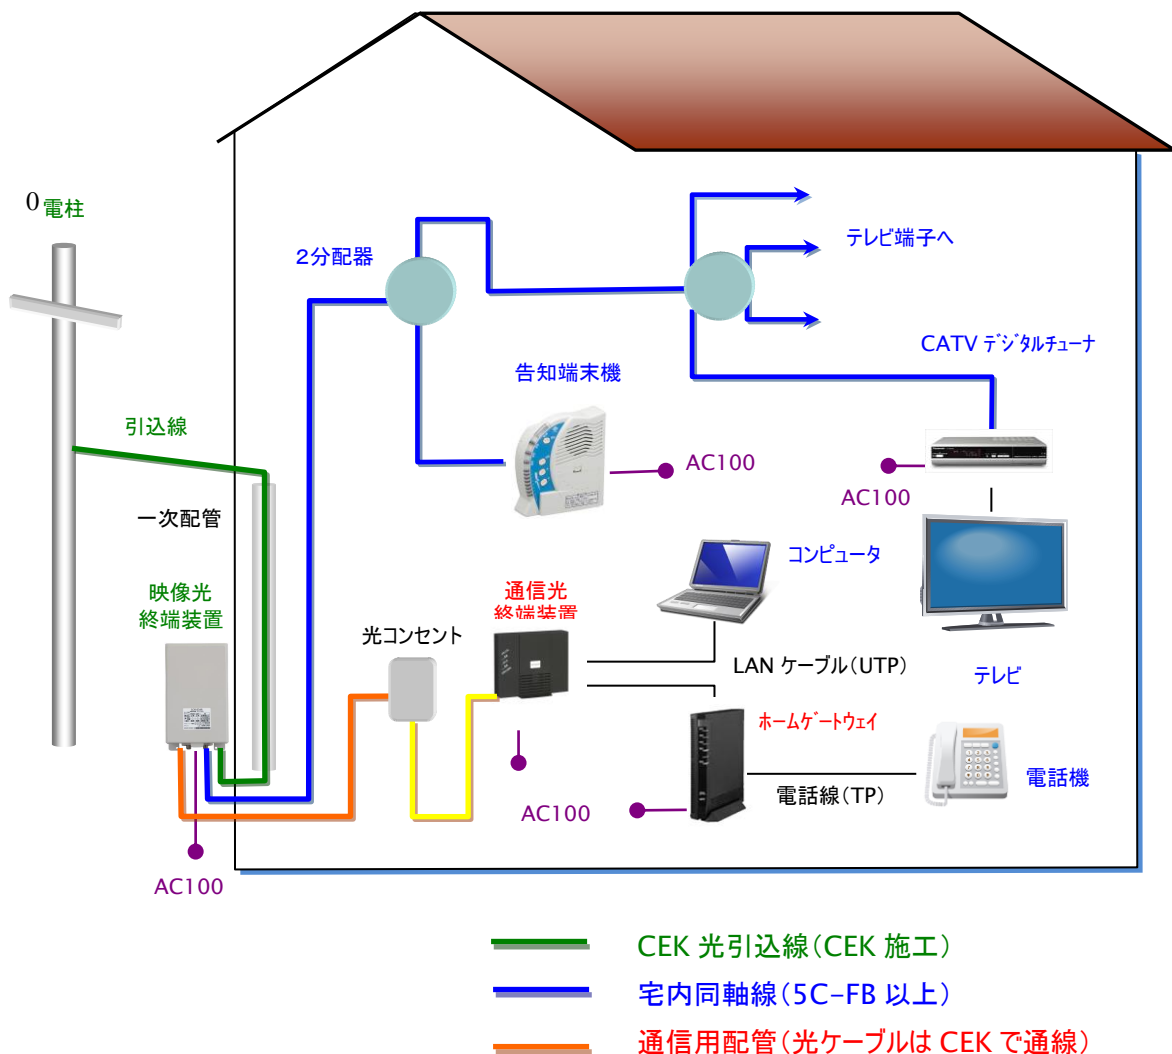 0 電柱
2分配器
テレビ端子へ
CATV デジタルチューナ
告知端末機
引込線
AC100
AC100
一次配管
コンピュータ
映像光
終端装置
通信光
終端装置
光コンセント
LAN ケーブル(UTP)
テレビ
ホームゲートウェイ
電話機
電話線(TP)
AC100
AC100
CEK 光引込線(CEK 施工)
宅内同軸線(5C-FB 以上)
通信用配管(光ケーブルは CEK で通線)